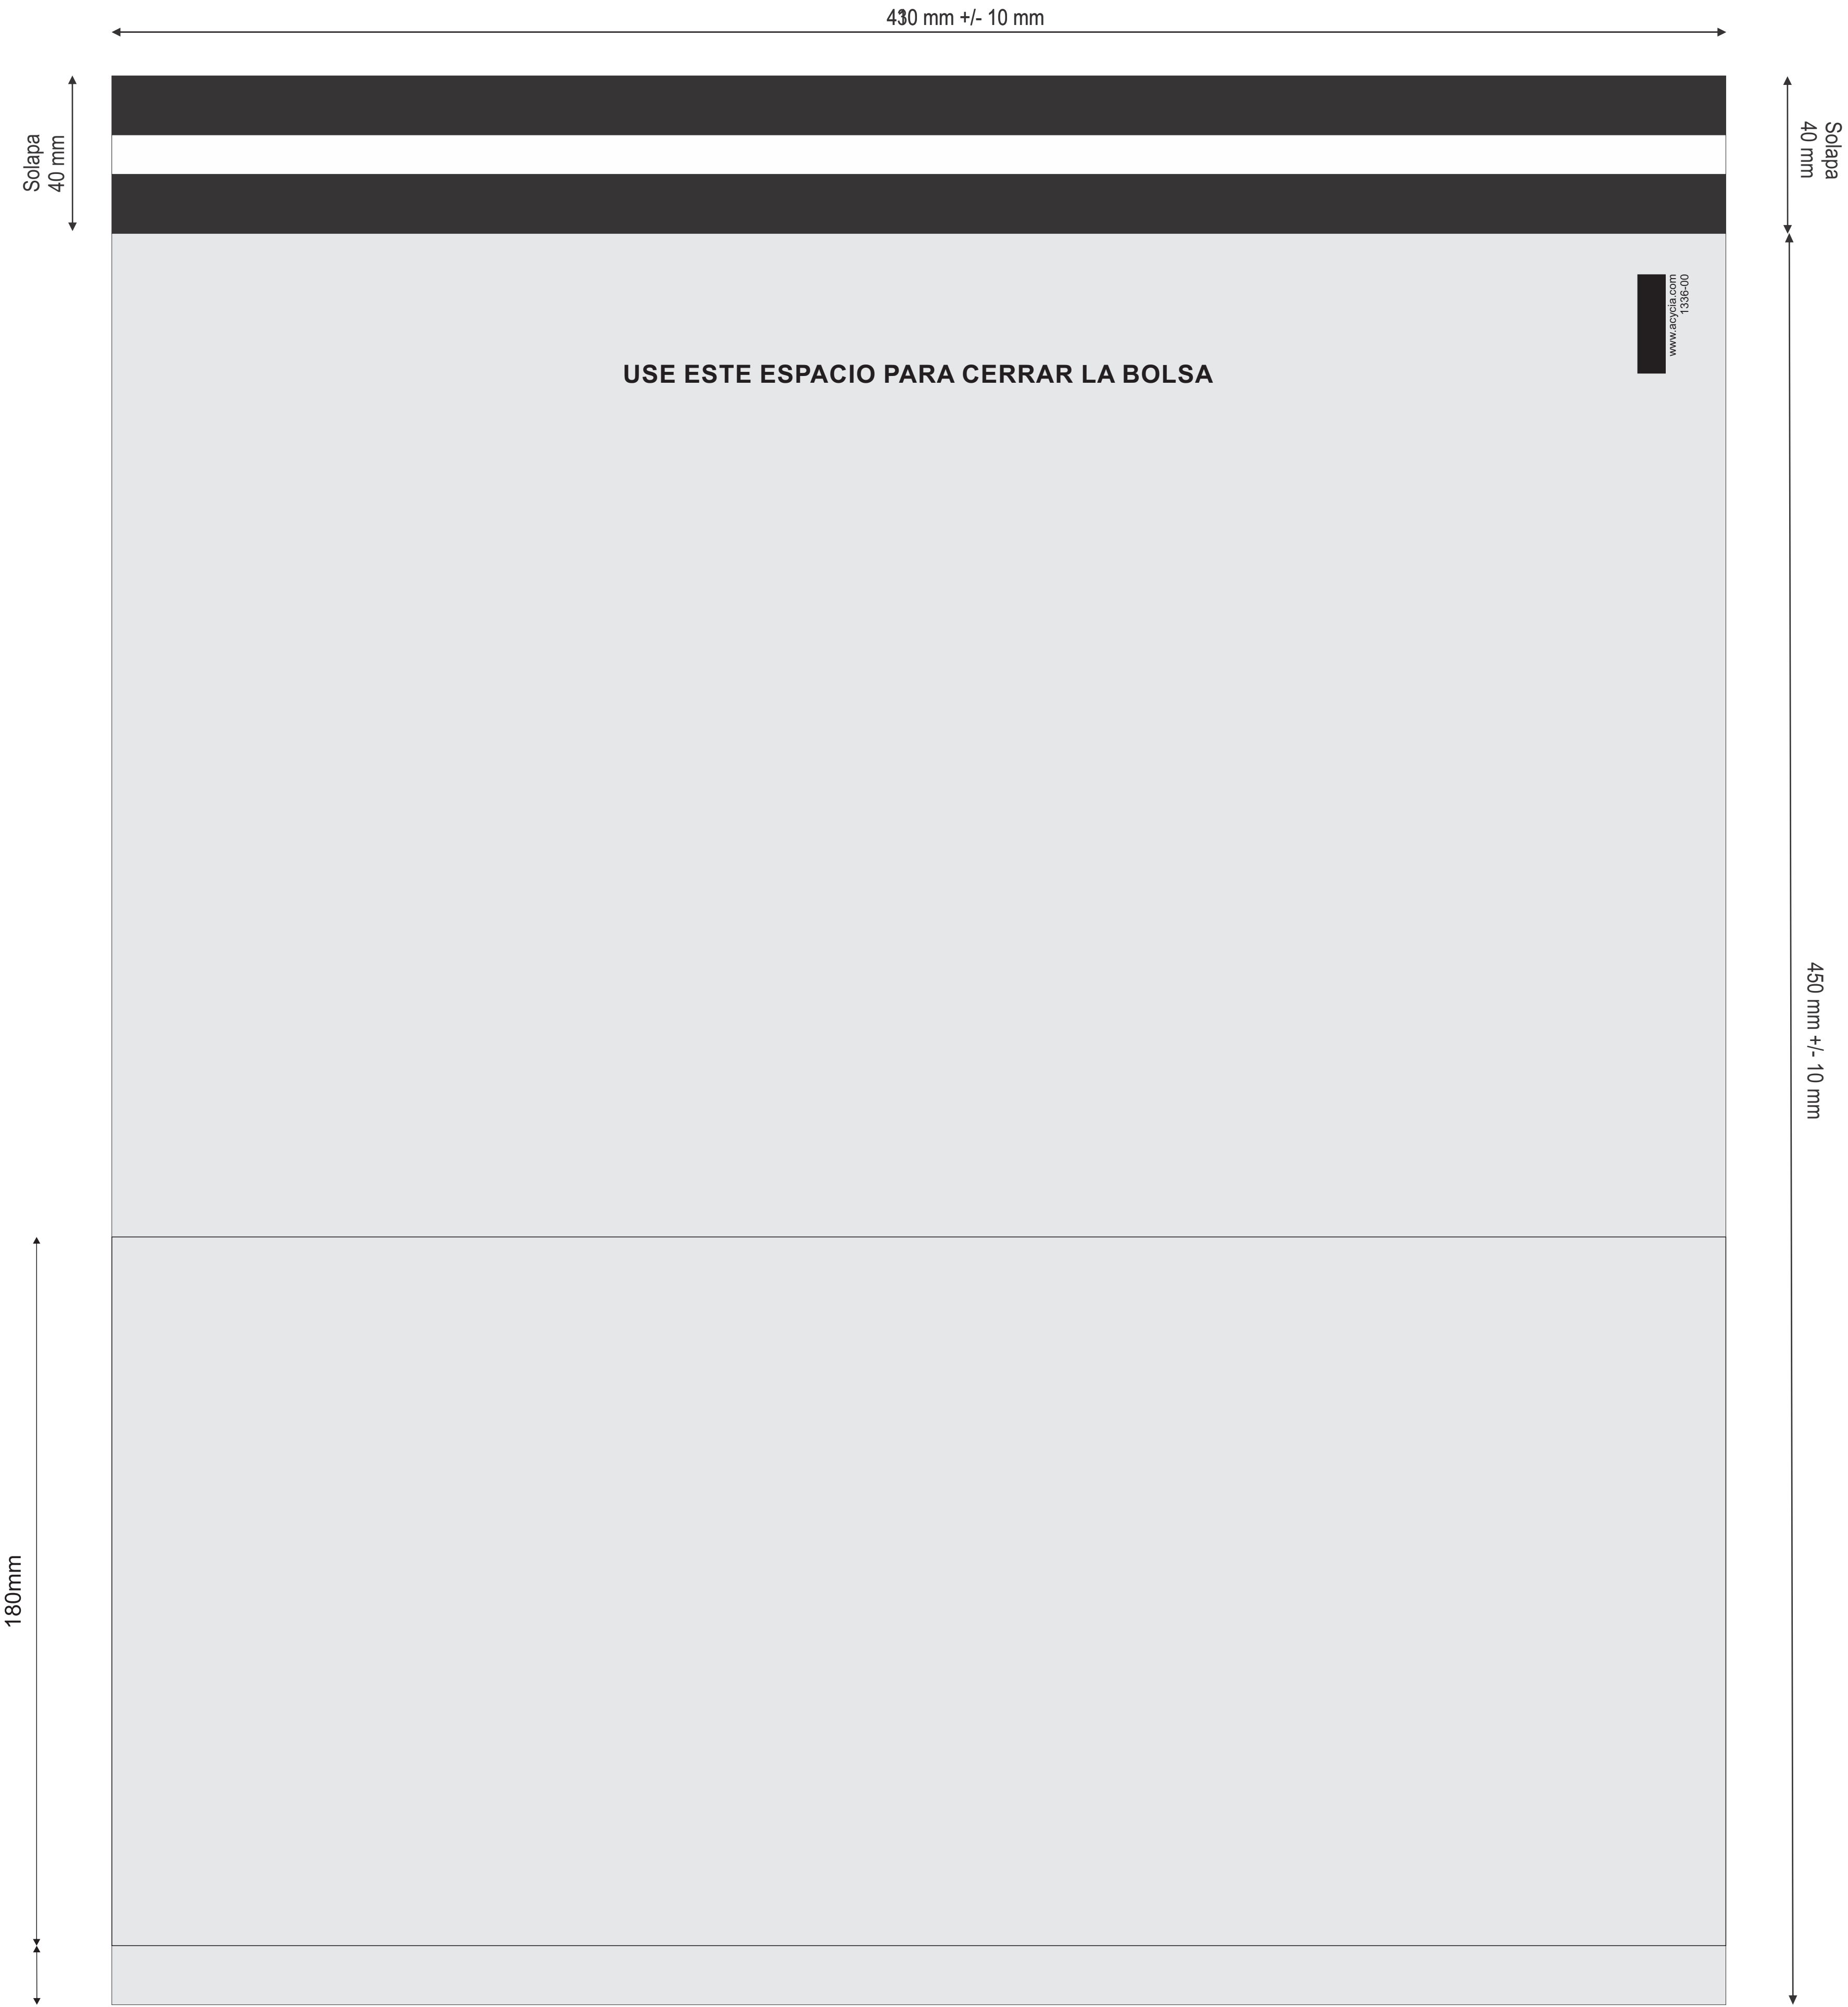 mm +/- 10 mm
Solapa
40 mm
Solapa
40 mm
www.acycia.com
1336-00
USE ESTE ESPACIO PARA CERRAR LA BOLSA
450 mm +/- 10 mm
180mm